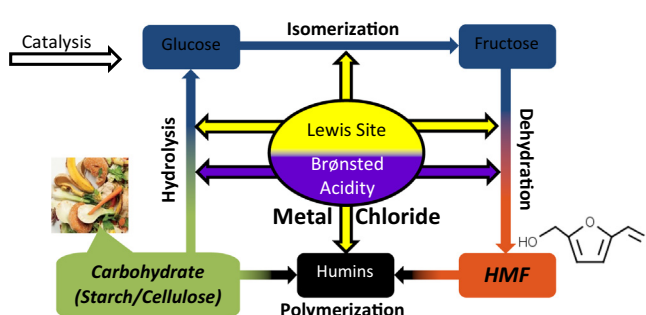 Isomerization
Catalysis
Glucose
Fructose
Hydrolysis
Lewis Site
Brønsted
Acidity
Dehydration
Metal Chloride
HO
O
Carbohydrate
(Starch/Cellulose)
Humins
HMF
Polymerization